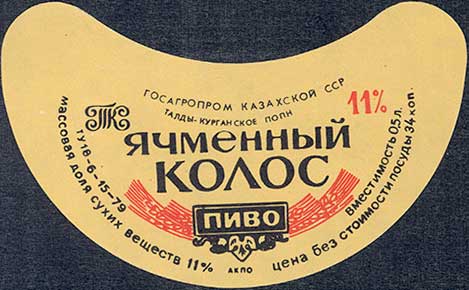 ГОСАГРОПРОМ КАЗАХСКОЙ ССР
ТАЛДЫ-КУРГАНСКОЕ ПОПИ
11%
ТК
ЯЧМЕННЫЙ
КОЛОС
ПИВО
ТУ18-6-15-79
массовая доля сухих веществ 11%
АКПО
вместимость 0,5 л.
цена без стоимости посуды 34 коп.